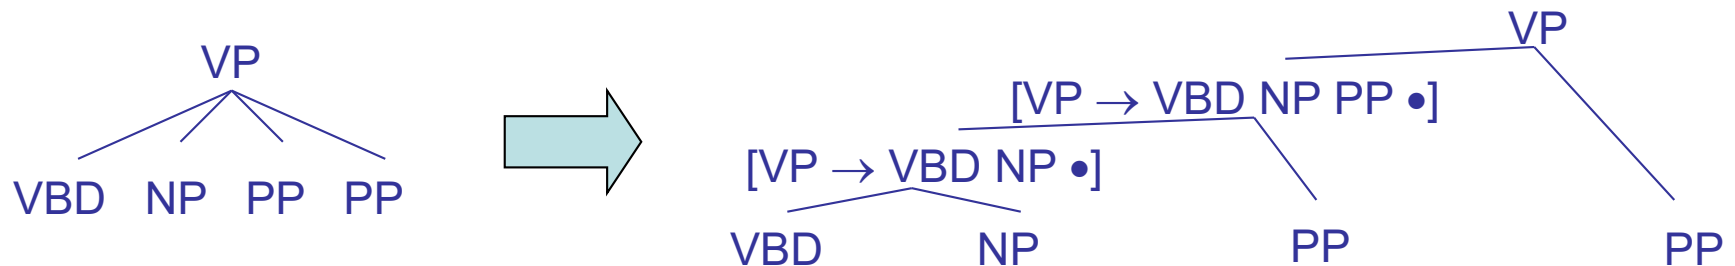 VP
VBD NP PP PP
VP
[VP → VBD NP PP •]
[VP → VBD NP •]
VBD NP PP PP